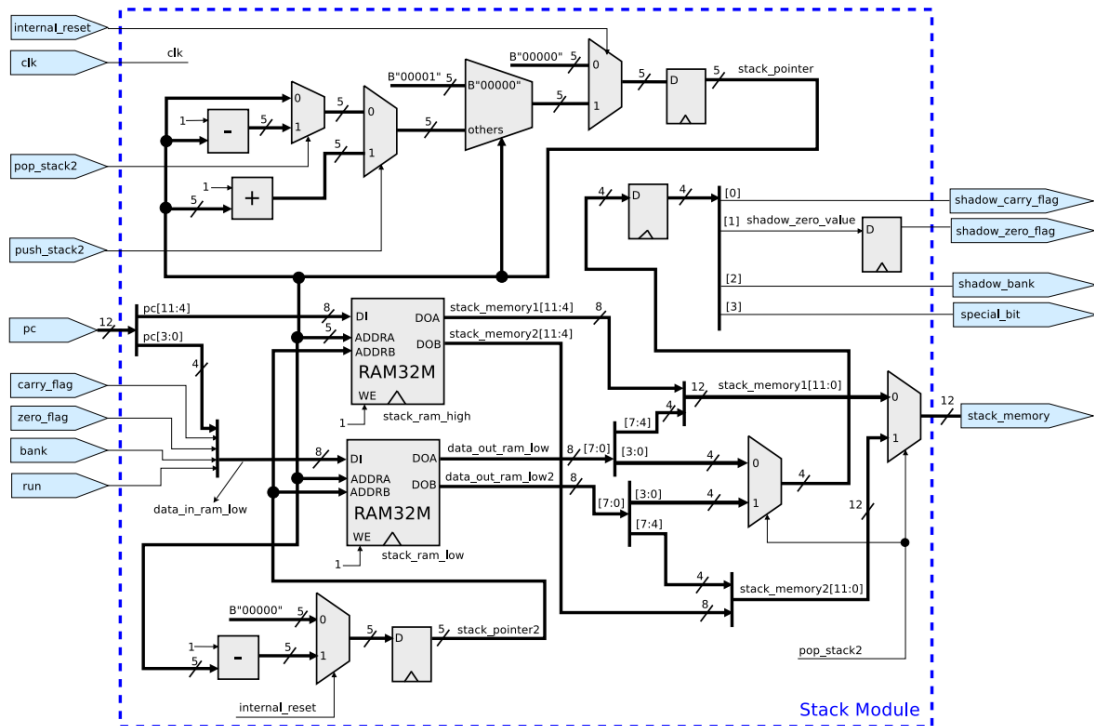 internal_reset
clk
clk
B"00000"
5
0
1
5
D
5
stack_pointer
B"00001"
5
B"00000"
others
5
0
1
5
1
-
5
0
1
5
5
pop_stack2
1
+
5
push_stack2
4
D
4
[0]
shadow_carry_flag
[1]
shadow_zero_value
D
shadow_zero_flag
[2]
shadow_bank
[3]
special_bit
pc
12
pc[11:4]
pc[3:0]
4
8
5
DI
ADDRA
ADDRB
DOA
DOB
RAM32M
WE
1
stack_ram_high
stack_memory1[11:4]
8
stack_memory2[11:4]
carry_flag
zero_flag
bank
run
data_in_ram_low
8
DI
ADDRA
ADDRB
DOA
DOB
RAM32M
WE
1
stack_ram_low
data_out_ram_low
8
data_out_ram_low2
8
[7:0]
[7:4]
4
[3:0]
4
12
stack_memory1[11:0]
[7:0]
[3:0]
4
[7:4]
0
1
4
0
1
12
stack_memory
12
4
8
stack_memory2[11:0]
pop_stack2
B"00000"
5
1
-
5
5
0
1
5
D
5
stack_pointer2
internal_reset
Stack Module